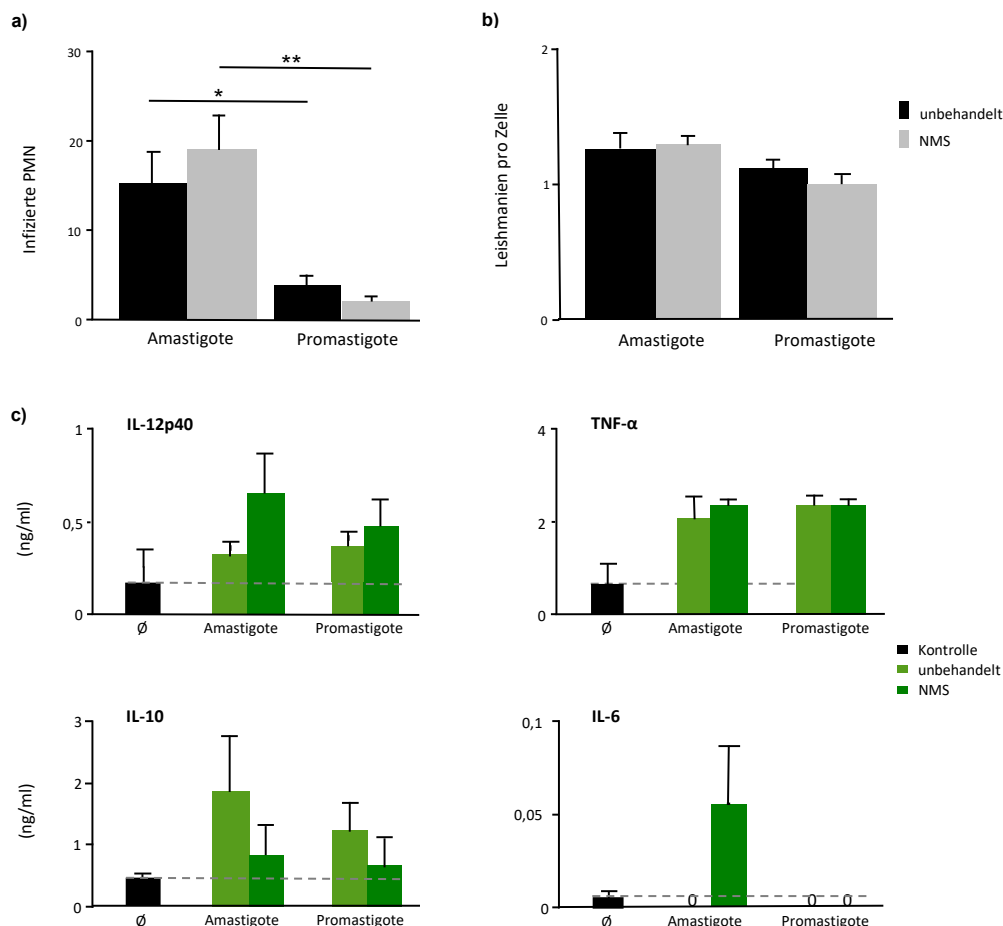 a)
30
20
10
0
Infizierte PMN
*
**
Amastigote
Promastigote
b)
2
1
0
Leishmanien pro Zelle
Amastigote
Promastigote
unbehandelt
NMS
c)
IL-12p40
1
0,5
0
(ng/ml)
Ø
Amastigote
Promastigote
TNF-α
4
2
0
Ø
Amastigote
Promastigote
Kontrolle
unbehandelt
NMS
IL-10
3
2
1
0
(ng/ml)
Ø
Amastigote
Promastigote
IL-6
0,1
0,05
0
0
0 0
Ø
Amastigote
Promastigote